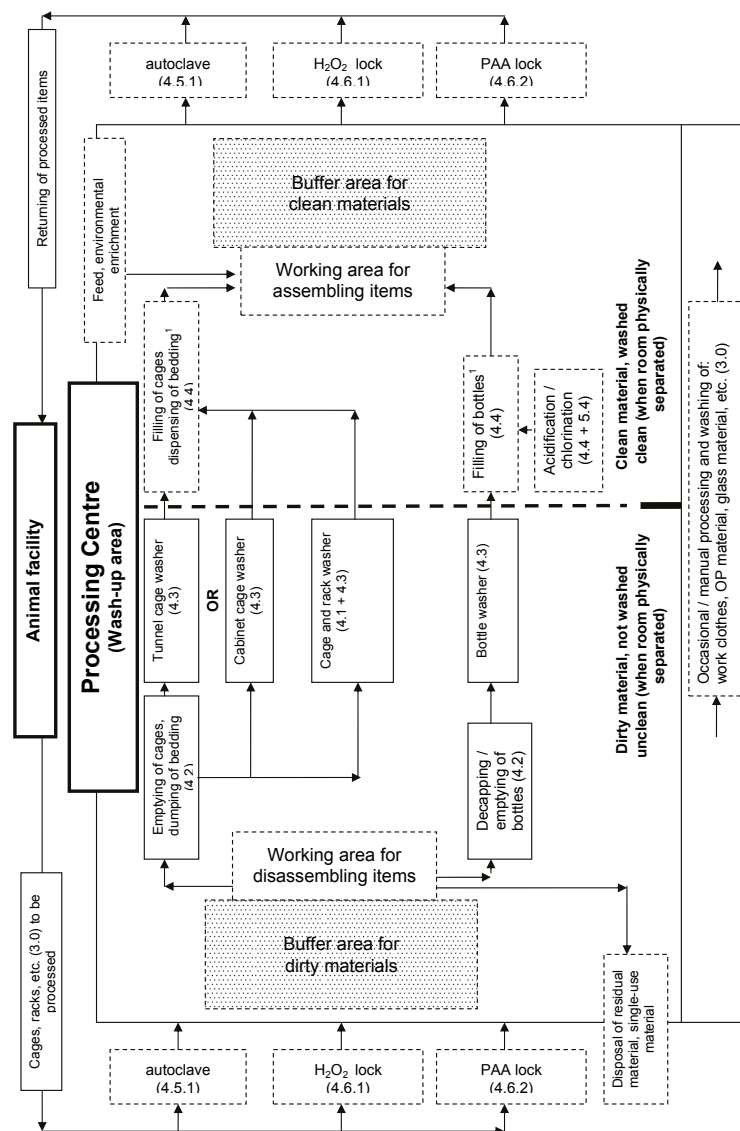 Animal facility
Cages, racks, etc. (3.0) to be
processed
Returning of processed items
Processing Centre
(Wash-up area)
autoclave
(4.5.1)
H₂O₂ lock
(4.6.1)
PAA lock
(4.6.2)
Buffer area for
dirty materials
Working area for
disassembling items
Disposal of residual
material, single-use
material
Emptying of cages,
dumping of bedding
(4.2)
Decapping /
emptying of
bottles (4.2)
Tunnel cage washer
(4.3)
OR
Cabinet cage washer
(4.3)
Cage and rack washer
(4.1 + 4.3)
Bottle washer (4.3)
Dirty material, not washed
unclean (when room physically
separated)
Filling of cages
dispensing of bedding¹
(4.4)
Filling of bottles¹
(4.4)
Acidification /
chlorination
(4.4 + 5.4)
Clean material, washed
clean (when room physically
separated)
Feed, environmental
enrichment
Working area for
assembling items
Buffer area for
clean materials
autoclave
(4.5.1)
H₂O₂ lock
(4.6.1)
PAA lock
(4.6.2)
Occasional / manual processing and washing of:
work clothes, OP material, glass material, etc. (3.0)